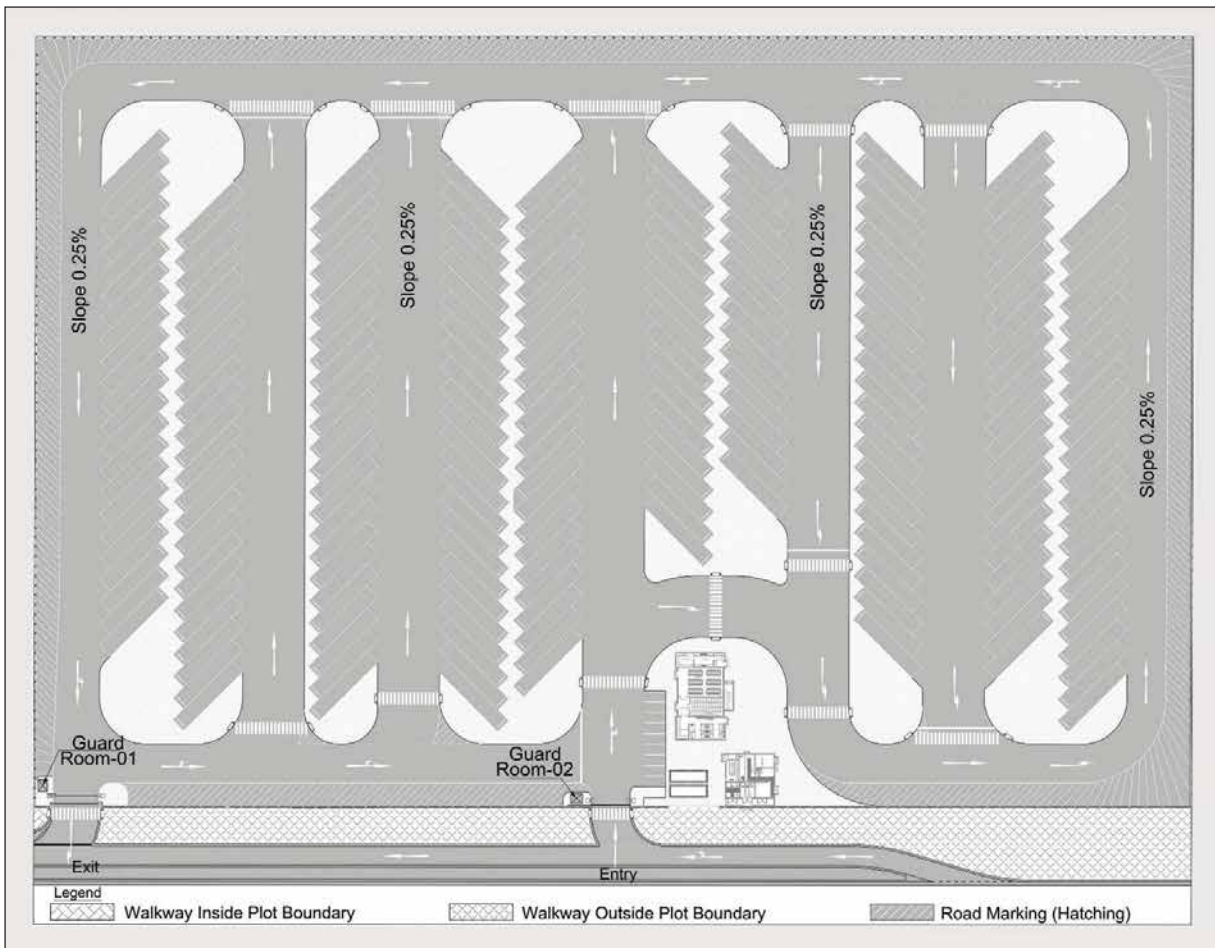 Slope 0.25%
Slope 0.25%
Slope 0.25%
Slope 0.25%
Guard
Room-01
Guard
Room-02
Exit
Entry
Legend
Walkway Inside Plot Boundary
Walkway Outside Plot Boundary
Road Marking (Hatching)